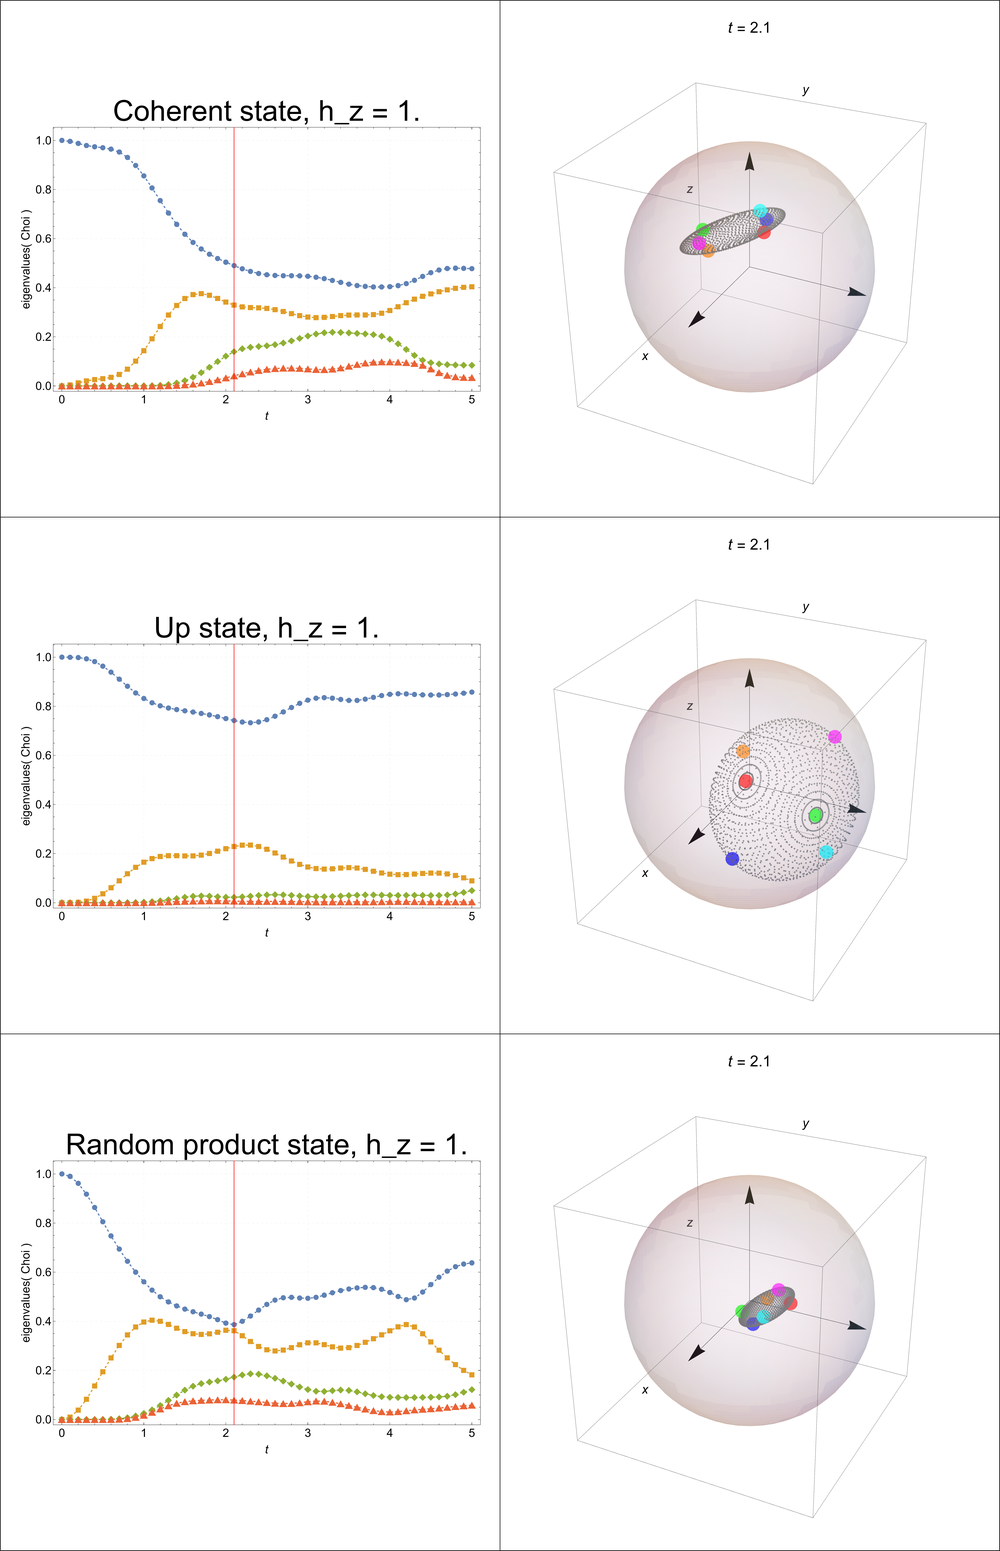 Coherent state, h_z = 1.
eigenvalues( Choi )
1.0
0.8
0.6
0.4
0.2
0.0
0 1 2 3 4 5
t
t = 2.1
y
z
x
Up state, h_z = 1.
eigenvalues( Choi )
1.0
0.8
0.6
0.4
0.2
0.0
0 1 2 3 4 5
t
t = 2.1
y
z
x
Random product state, h_z = 1.
eigenvalues( Choi )
1.0
0.8
0.6
0.4
0.2
0.0
0 1 2 3 4 5
t
t = 2.1
y
z
x